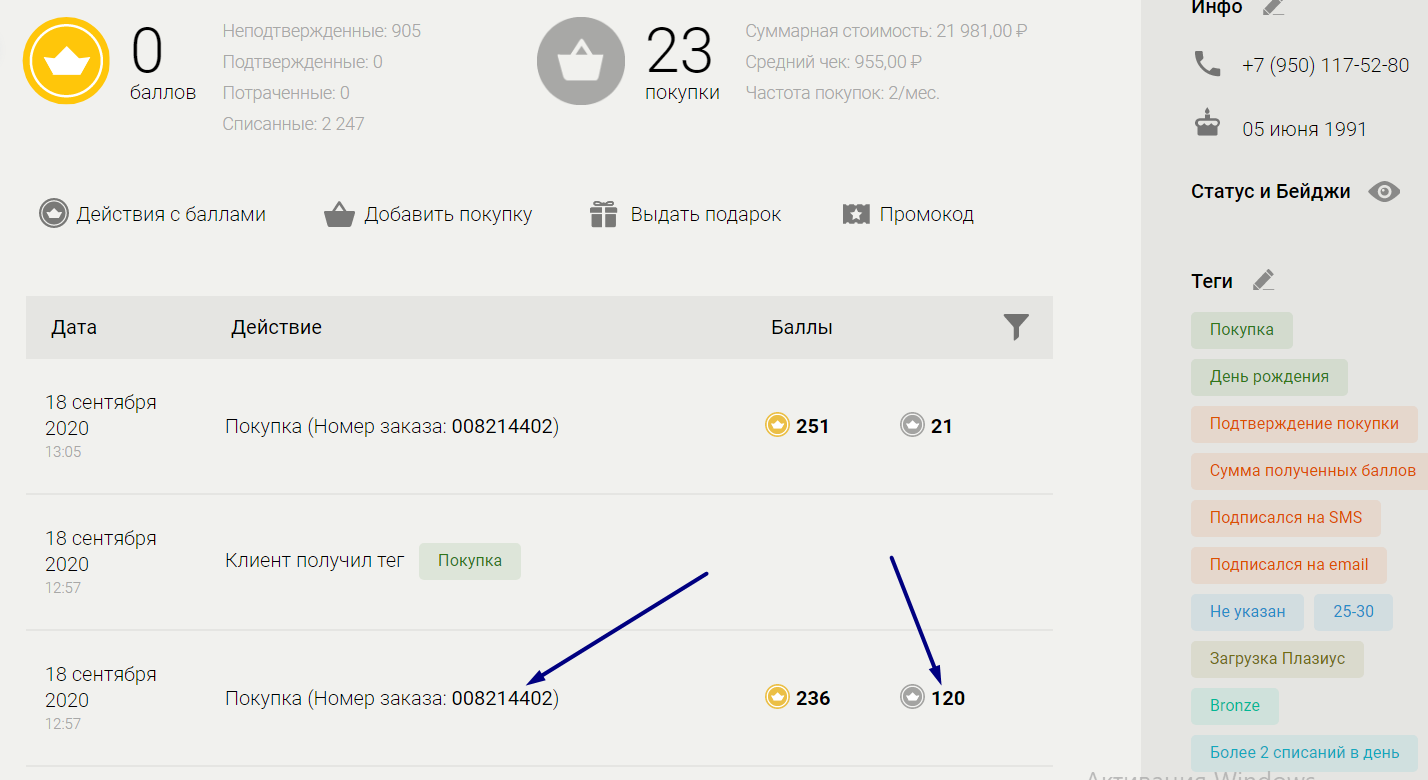 0
баллов
Неподтвержденные: 905
Подтвержденные: 0
Потраченные: 0
Списанные: 2 247
23
покупки
Суммарная стоимость: 21 981,00 ₽
Средний чек: 955,00 ₽
Частота покупок: 2/мес.
Действия с баллами
Добавить покупку
Выдать подарок
Промокод
Дата Действие Баллы
18 сентября
2020
13:05
Покупка (Номер заказа: 008214402) 251 21
18 сентября
2020
12:57
Клиент получил тег Покупка
18 сентября
2020
12:57
Покупка (Номер заказа: 008214402) 236 120
Инфо
+7 (950) 117-52-80
05 июня 1991
Статус и Бейджи
Теги
Покупка
День рождения
Подтверждение покупки
Сумма полученных баллов
Подписался на SMS
Подписался на email
Не указан 25-30
Загрузка Плазиус
Bronze
Более 2 списаний в день
Активация Windows